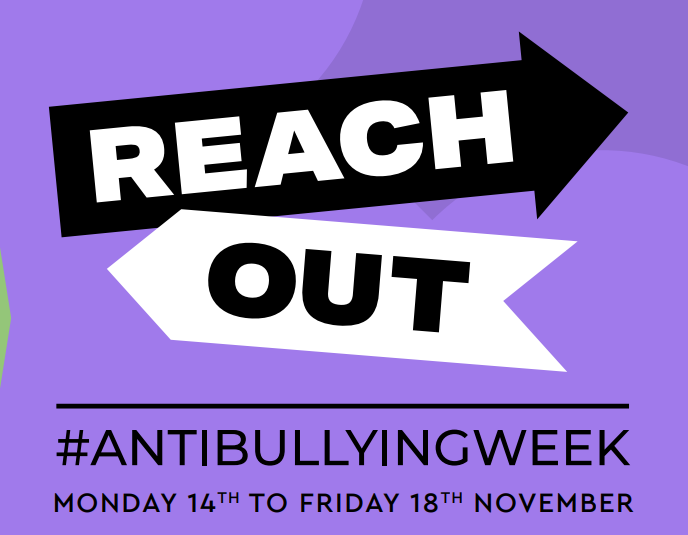 REACH
OUT
#ANTIBULLYINGWEEK
MONDAY 14TH TO FRIDAY 18TH NOVEMBER